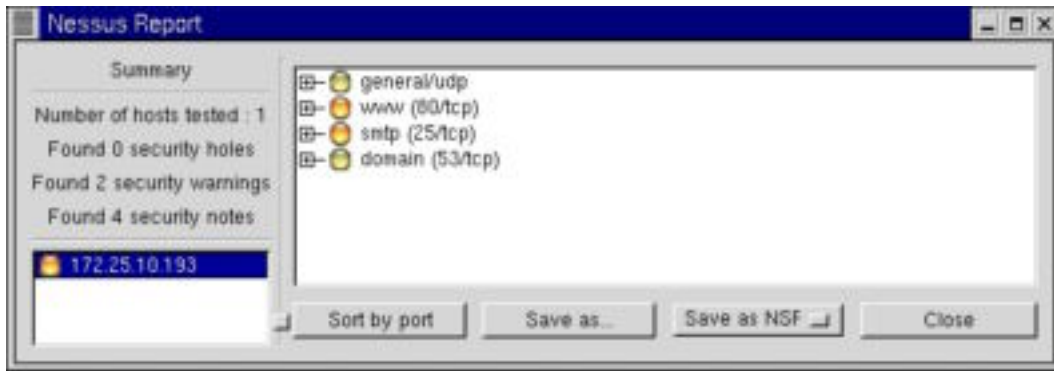 Nessus Report
Summary
Number of hosts tested : 1
Found 0 security holes
Found 2 security warnings
Found 4 security notes
172.25.10.193
general/udp
www (80/tcp)
smtp (25/tcp)
domain (53/tcp)
Sort by port
Save as...
Save as NSF
Close